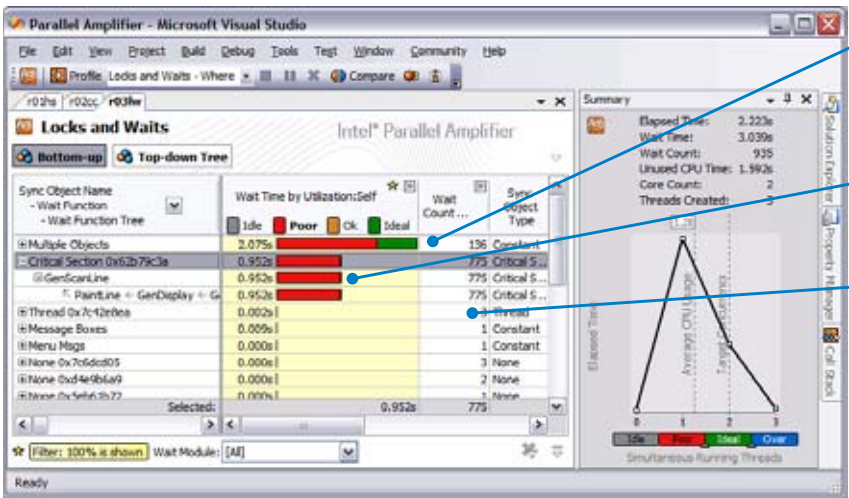 Parallel Amplifier - Microsoft Visual Studio
File Edit View Project Build Debug Tools Test Window Community Help
Profile Locks and Waits - Where Compare
r01hs r02cc r03lw
Locks and Waits
Intel® Parallel Amplifier
Bottom-up Top-down Tree
Sync Object Name
- Wait Function
- Wait Function Tree
Wait Time by Utilization:Self
Idle Poor Ok Ideal
Wait Count ...
Sync Object Type
Multiple Objects 2.075s 136 Constant
Critical Section 0x62b79c3a 0.952s 775 Critical S...
GenScanLine 0.952s 775 Critical S...
PaintLine ← GenDisplay ← G 0.952s 775 Critical S...
Thread 0x7c42e8ea 0.002s 3 Thread
Message Boxes 0.009s 1 Constant
Menu Msgs 0.000s 1 Constant
None 0x7c6dcd05 0.000s 3 None
None 0xd4e9b6a9 0.000s 2 None
None 0.000s 1 None
Selected: 0.952s 775
Filter: 100% is shown Wait Module: [All]
Ready
Summary
Elapsed Time: 2.223s
Wait Time: 3.039s
Wait Count: 935
Unused CPU Time: 1.592s
Core Count: 2
Threads Created: 3
Elapsed Time
Average CPU Usage
Target Concurrency
0 1 2 3
Idle Poor Ideal Over
Simultaneous Running Threads
Solution Explorer
Property Manager
Call Stack